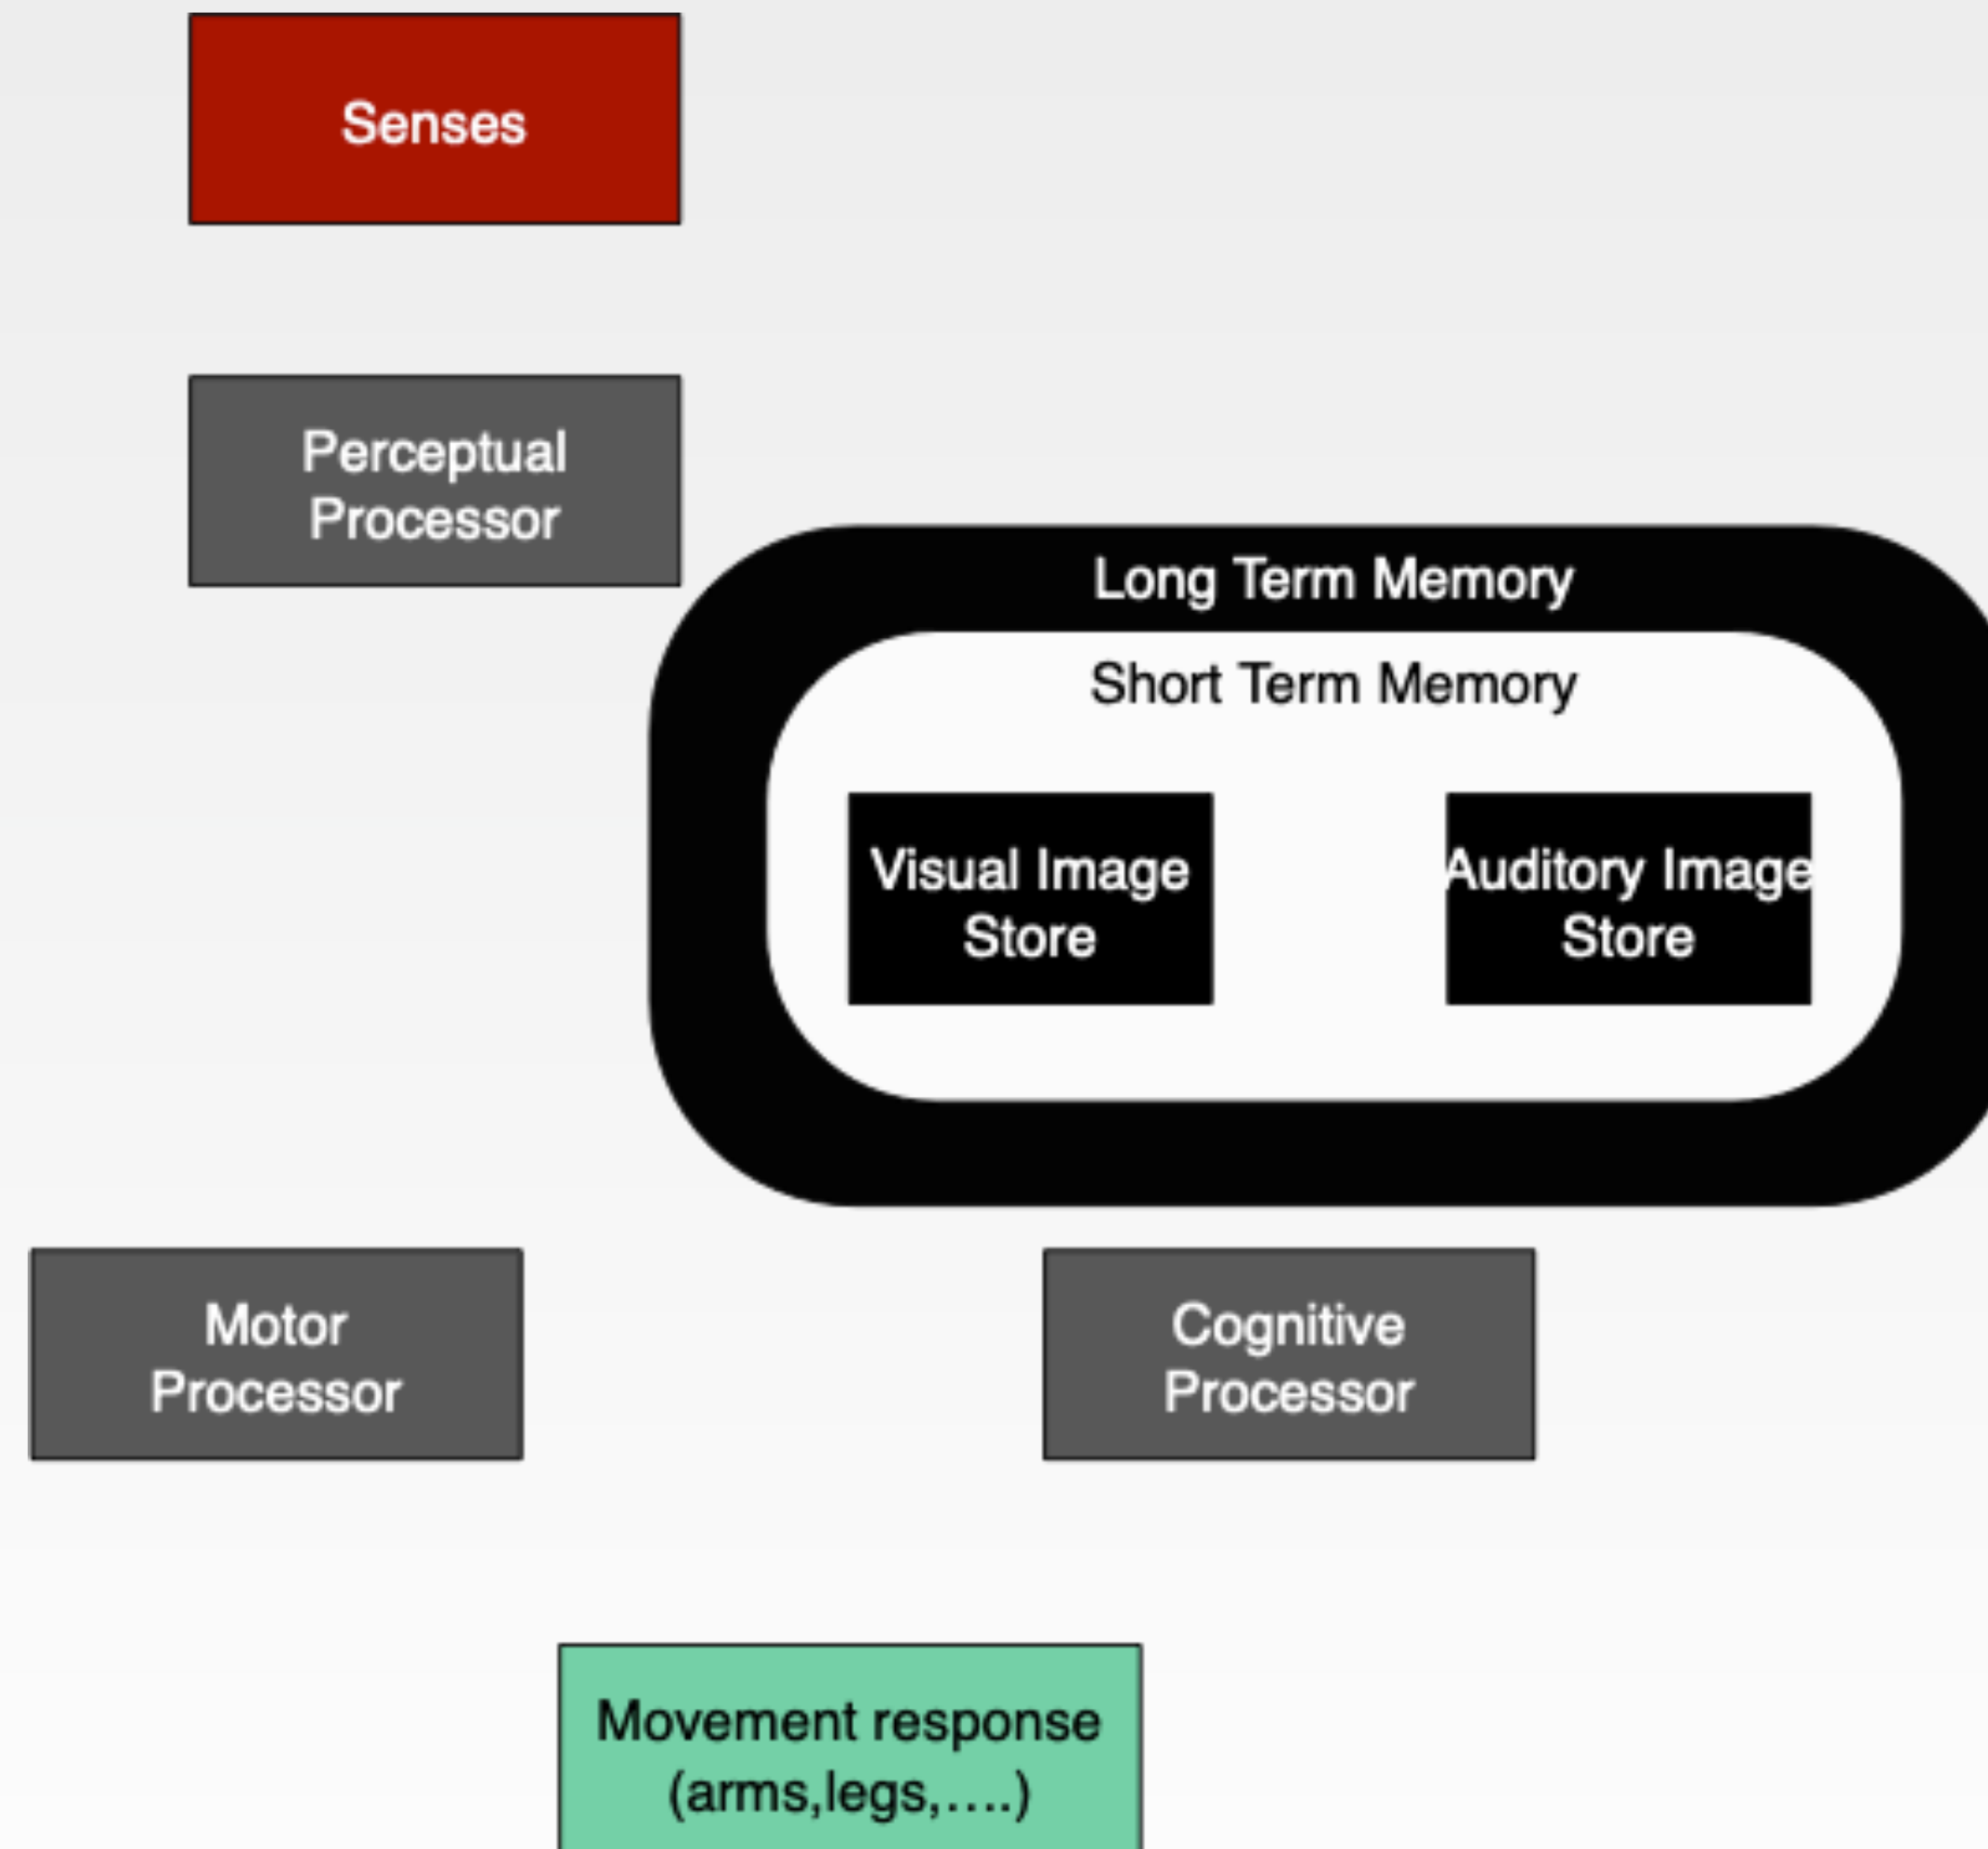 Senses
Perceptual
Processor
Long Term Memory
Short Term Memory
Visual Image
Store
Auditory Image
Store
Motor
Processor
Cognitive
Processor
Movement response
(arms,legs,....)